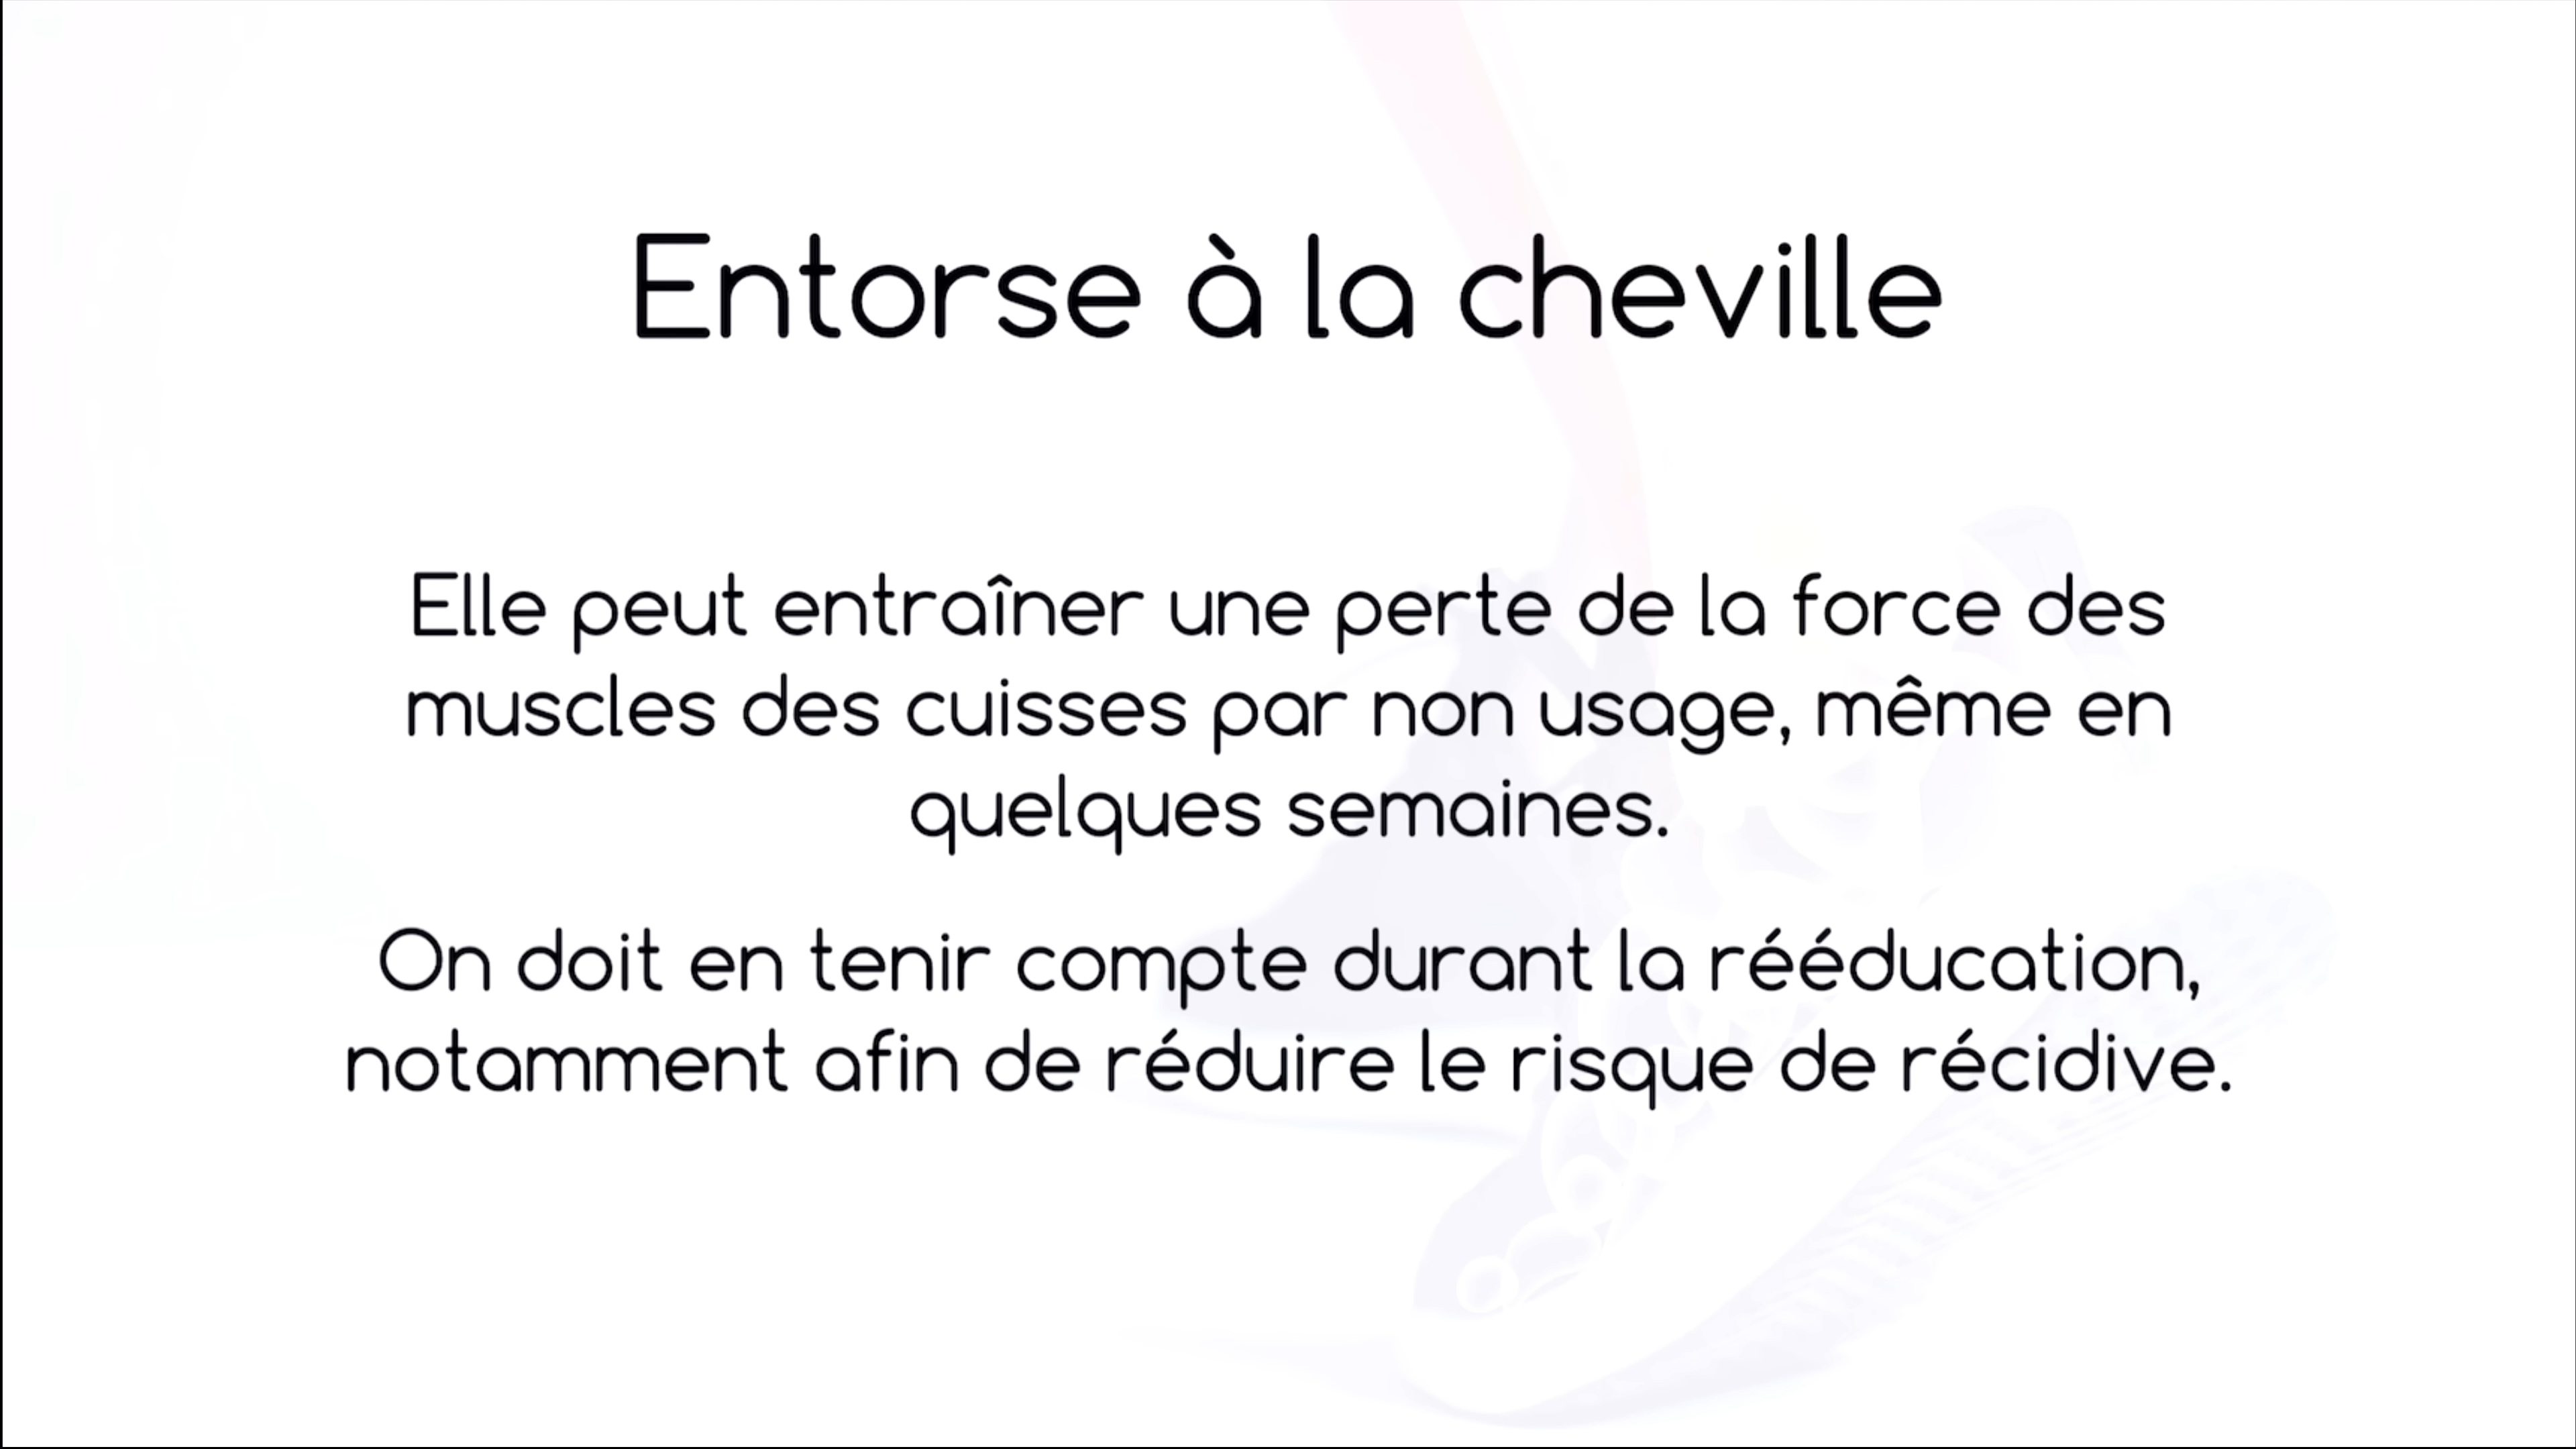 Entorse à la cheville
Elle peut entraîner une perte de la force des
muscles des cuisses par non usage, même en
quelques semaines.
On doit en tenir compte durant la rééducation,
notamment afin de réduire le risque de récidive.